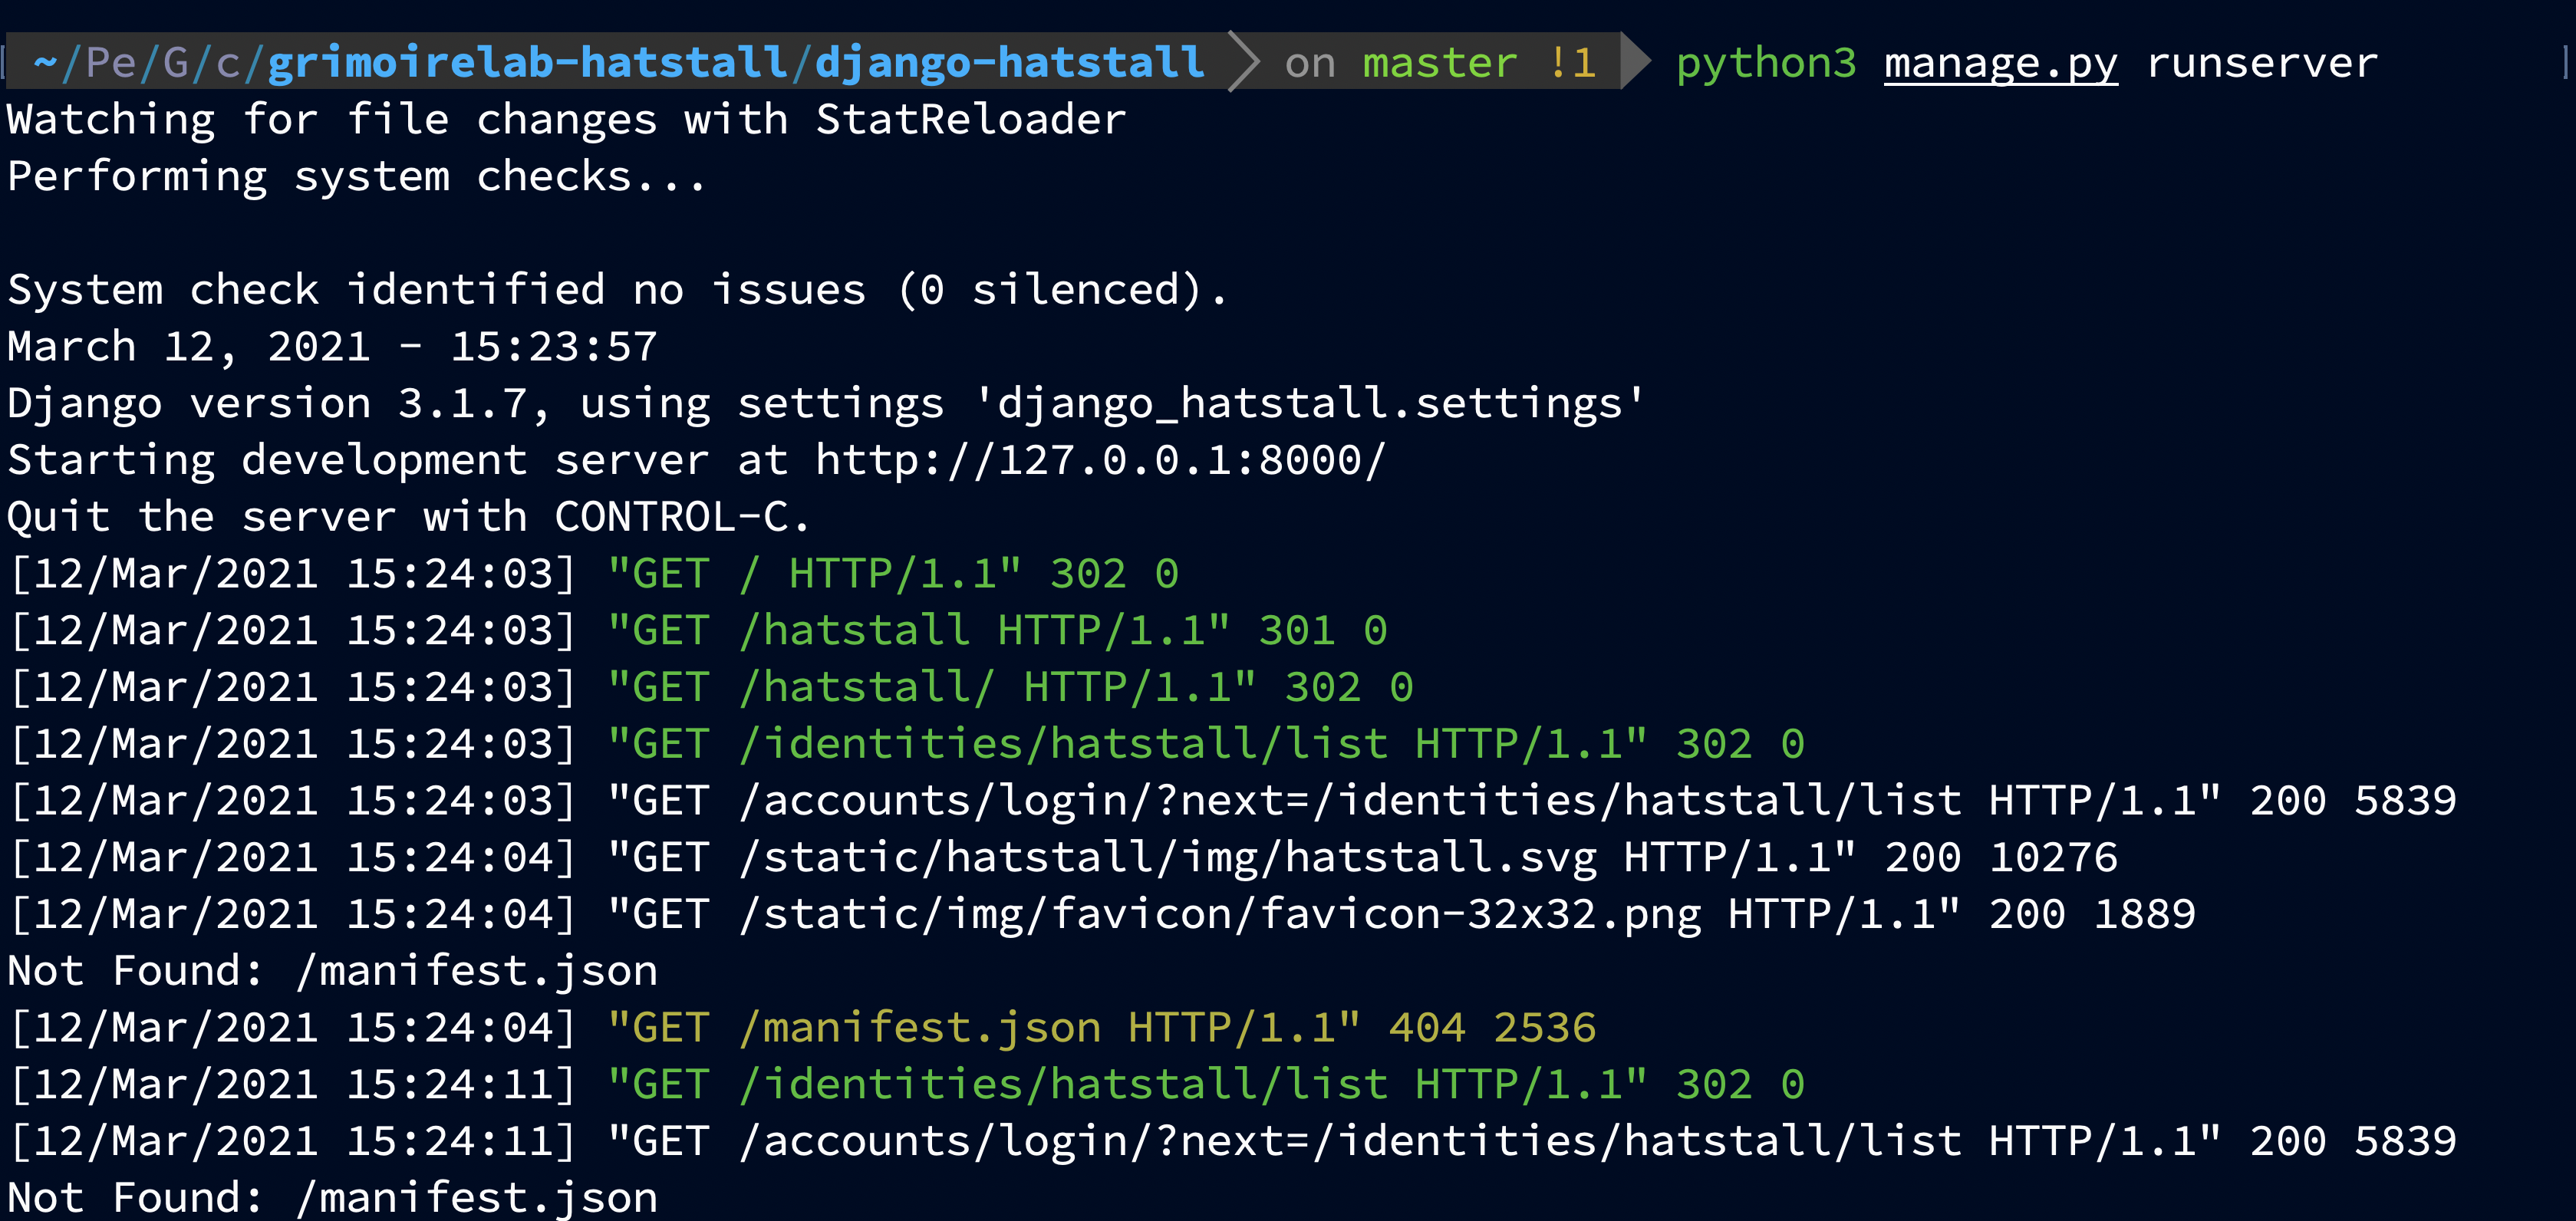 ~/Pe/G/c/grimoirelab-hatstall/django-hatstall on master !1 python3 manage.py runserver
Watching for file changes with StatReloader
Performing system checks...
System check identified no issues (0 silenced).
March 12, 2021 - 15:23:57
Django version 3.1.7, using settings 'django_hatstall.settings'
Starting development server at http://127.0.0.1:8000/
Quit the server with CONTROL-C.
[12/Mar/2021 15:24:03] "GET / HTTP/1.1" 302 0
[12/Mar/2021 15:24:03] "GET /hatstall HTTP/1.1" 301 0
[12/Mar/2021 15:24:03] "GET /hatstall/ HTTP/1.1" 302 0
[12/Mar/2021 15:24:03] "GET /identities/hatstall/list HTTP/1.1" 302 0
[12/Mar/2021 15:24:03] "GET /accounts/login/?next=/identities/hatstall/list HTTP/1.1" 200 5839
[12/Mar/2021 15:24:04] "GET /static/hatstall/img/hatstall.svg HTTP/1.1" 200 10276
[12/Mar/2021 15:24:04] "GET /static/img/favicon/favicon-32x32.png HTTP/1.1" 200 1889
Not Found: /manifest.json
[12/Mar/2021 15:24:04] "GET /manifest.json HTTP/1.1" 404 2536
[12/Mar/2021 15:24:11] "GET /identities/hatstall/list HTTP/1.1" 302 0
[12/Mar/2021 15:24:11] "GET /accounts/login/?next=/identities/hatstall/list HTTP/1.1" 200 5839
Not Found: /manifest.json